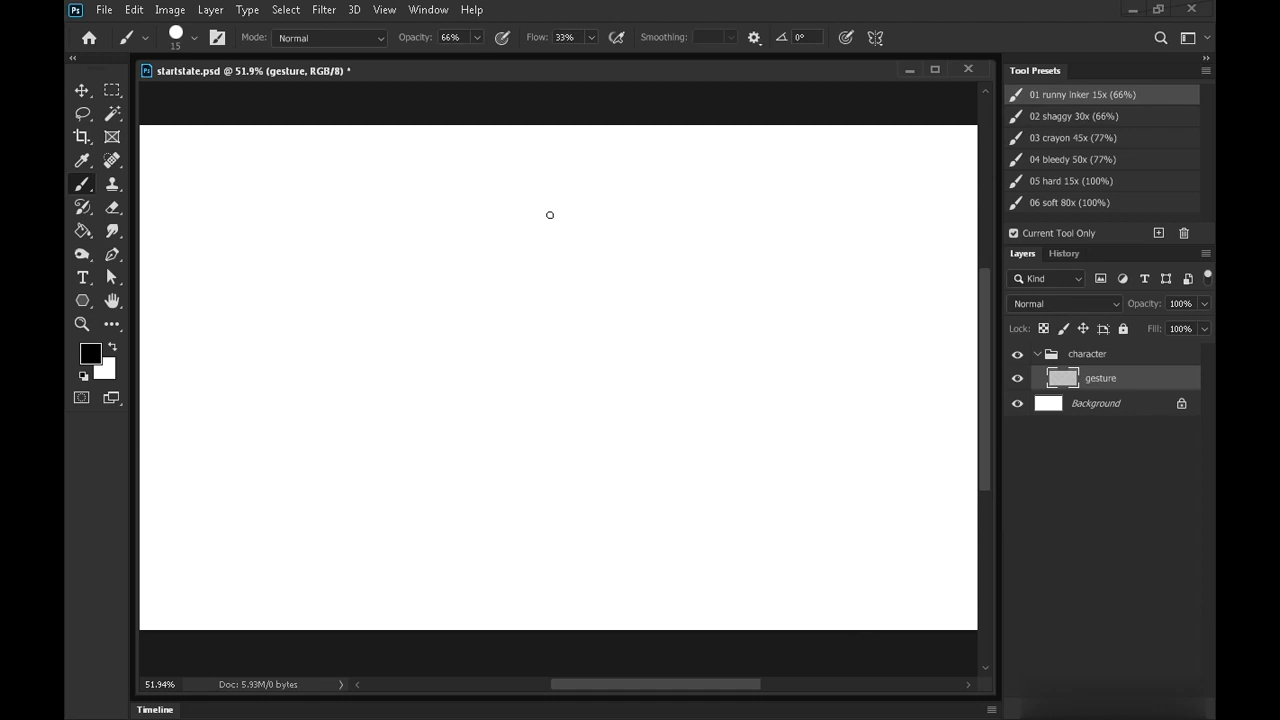 Ps File Edit Image Layer Type Select Filter 3D View Window Help
15 Mode: Normal Opacity: 66% Flow: 33% Smoothing: 0°
Ps startstate.psd @ 51.9% (gesture, RGB/8) *
Tool Presets
01 runny inker 15x (66%)
02 shaggy 30x (66%)
03 crayon 45x (77%)
04 bleedy 50x (77%)
05 hard 15x (100%)
06 soft 80x (100%)
Current Tool Only
Layers History
Kind
Normal Opacity: 100%
Lock: Fill: 100%
character
gesture
Background
51.94% Doc: 5.93M/0 bytes
Timeline